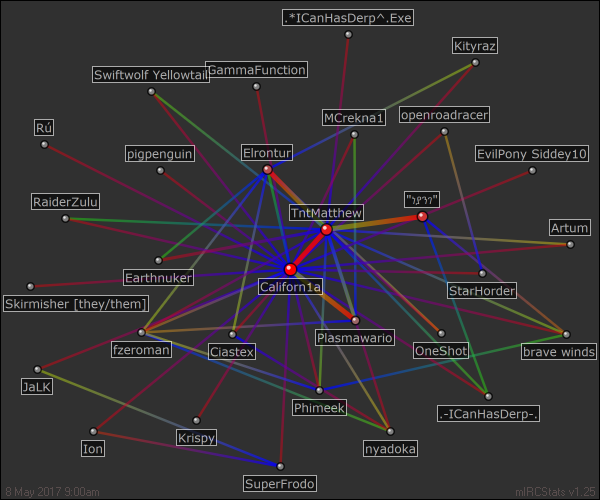 .*ICanHasDerp^.Exe
Kityraz
Swiftwolf Yellowtail
GammaFunction
MCrekna1
openroadracer
Rú
pigpenguin
Elrontur
EvilPony Siddey10
RaiderZulu
TntMatthew
Artum
Earthnuker
Californ1a
StarHorder
Skirmisher [they/them]
fzeroman
Ciastex
Plasmawario
OneShot
brave winds
JaLK
Phimeek
.-ICanHasDerp-.
Ion
Krispy
nyadoka
SuperFrodo
8 May 2017 9:00am
mIRCStats v1.25